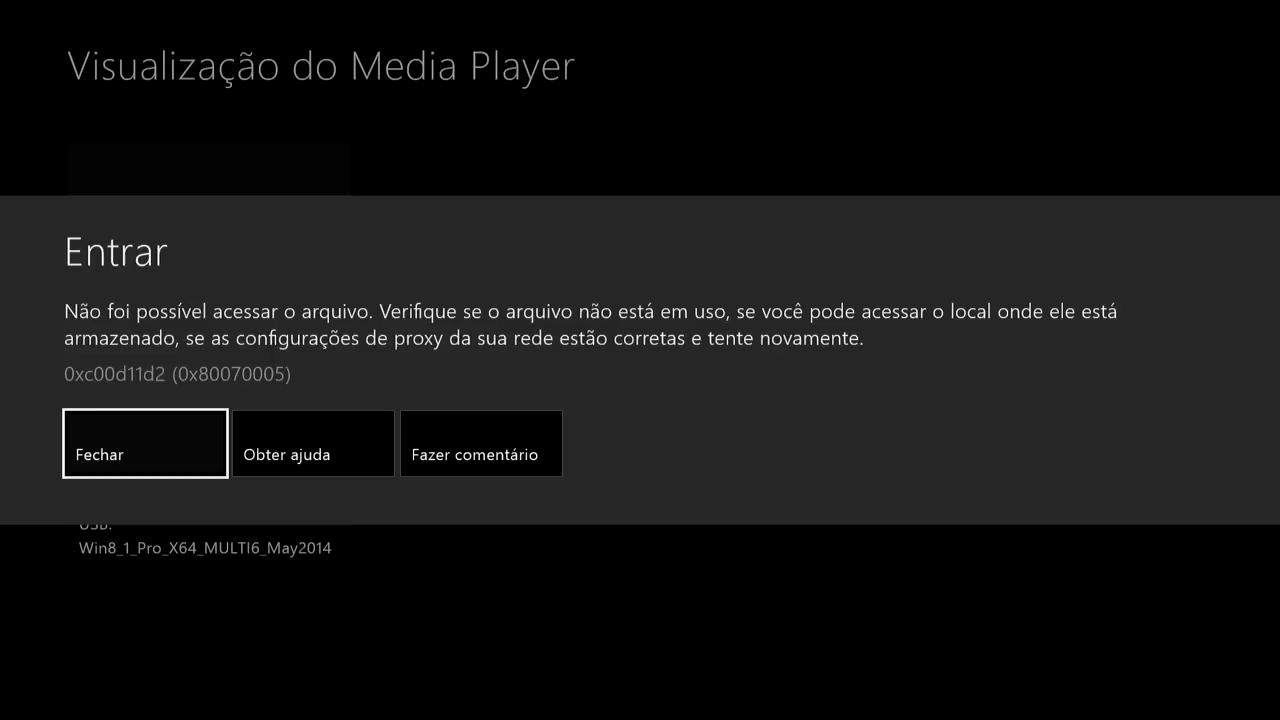 Visualização do Media Player
Entrar
Não foi possível acessar o arquivo. Verifique se o arquivo não está em uso, se você pode acessar o local onde ele está
armazenado, se as configurações de proxy da sua rede estão corretas e tente novamente.
0xc00d11d2 (0x80070005)
Fechar
Obter ajuda
Fazer comentário
USB:
Win8_1_Pro_X64_MULTI6_May2014